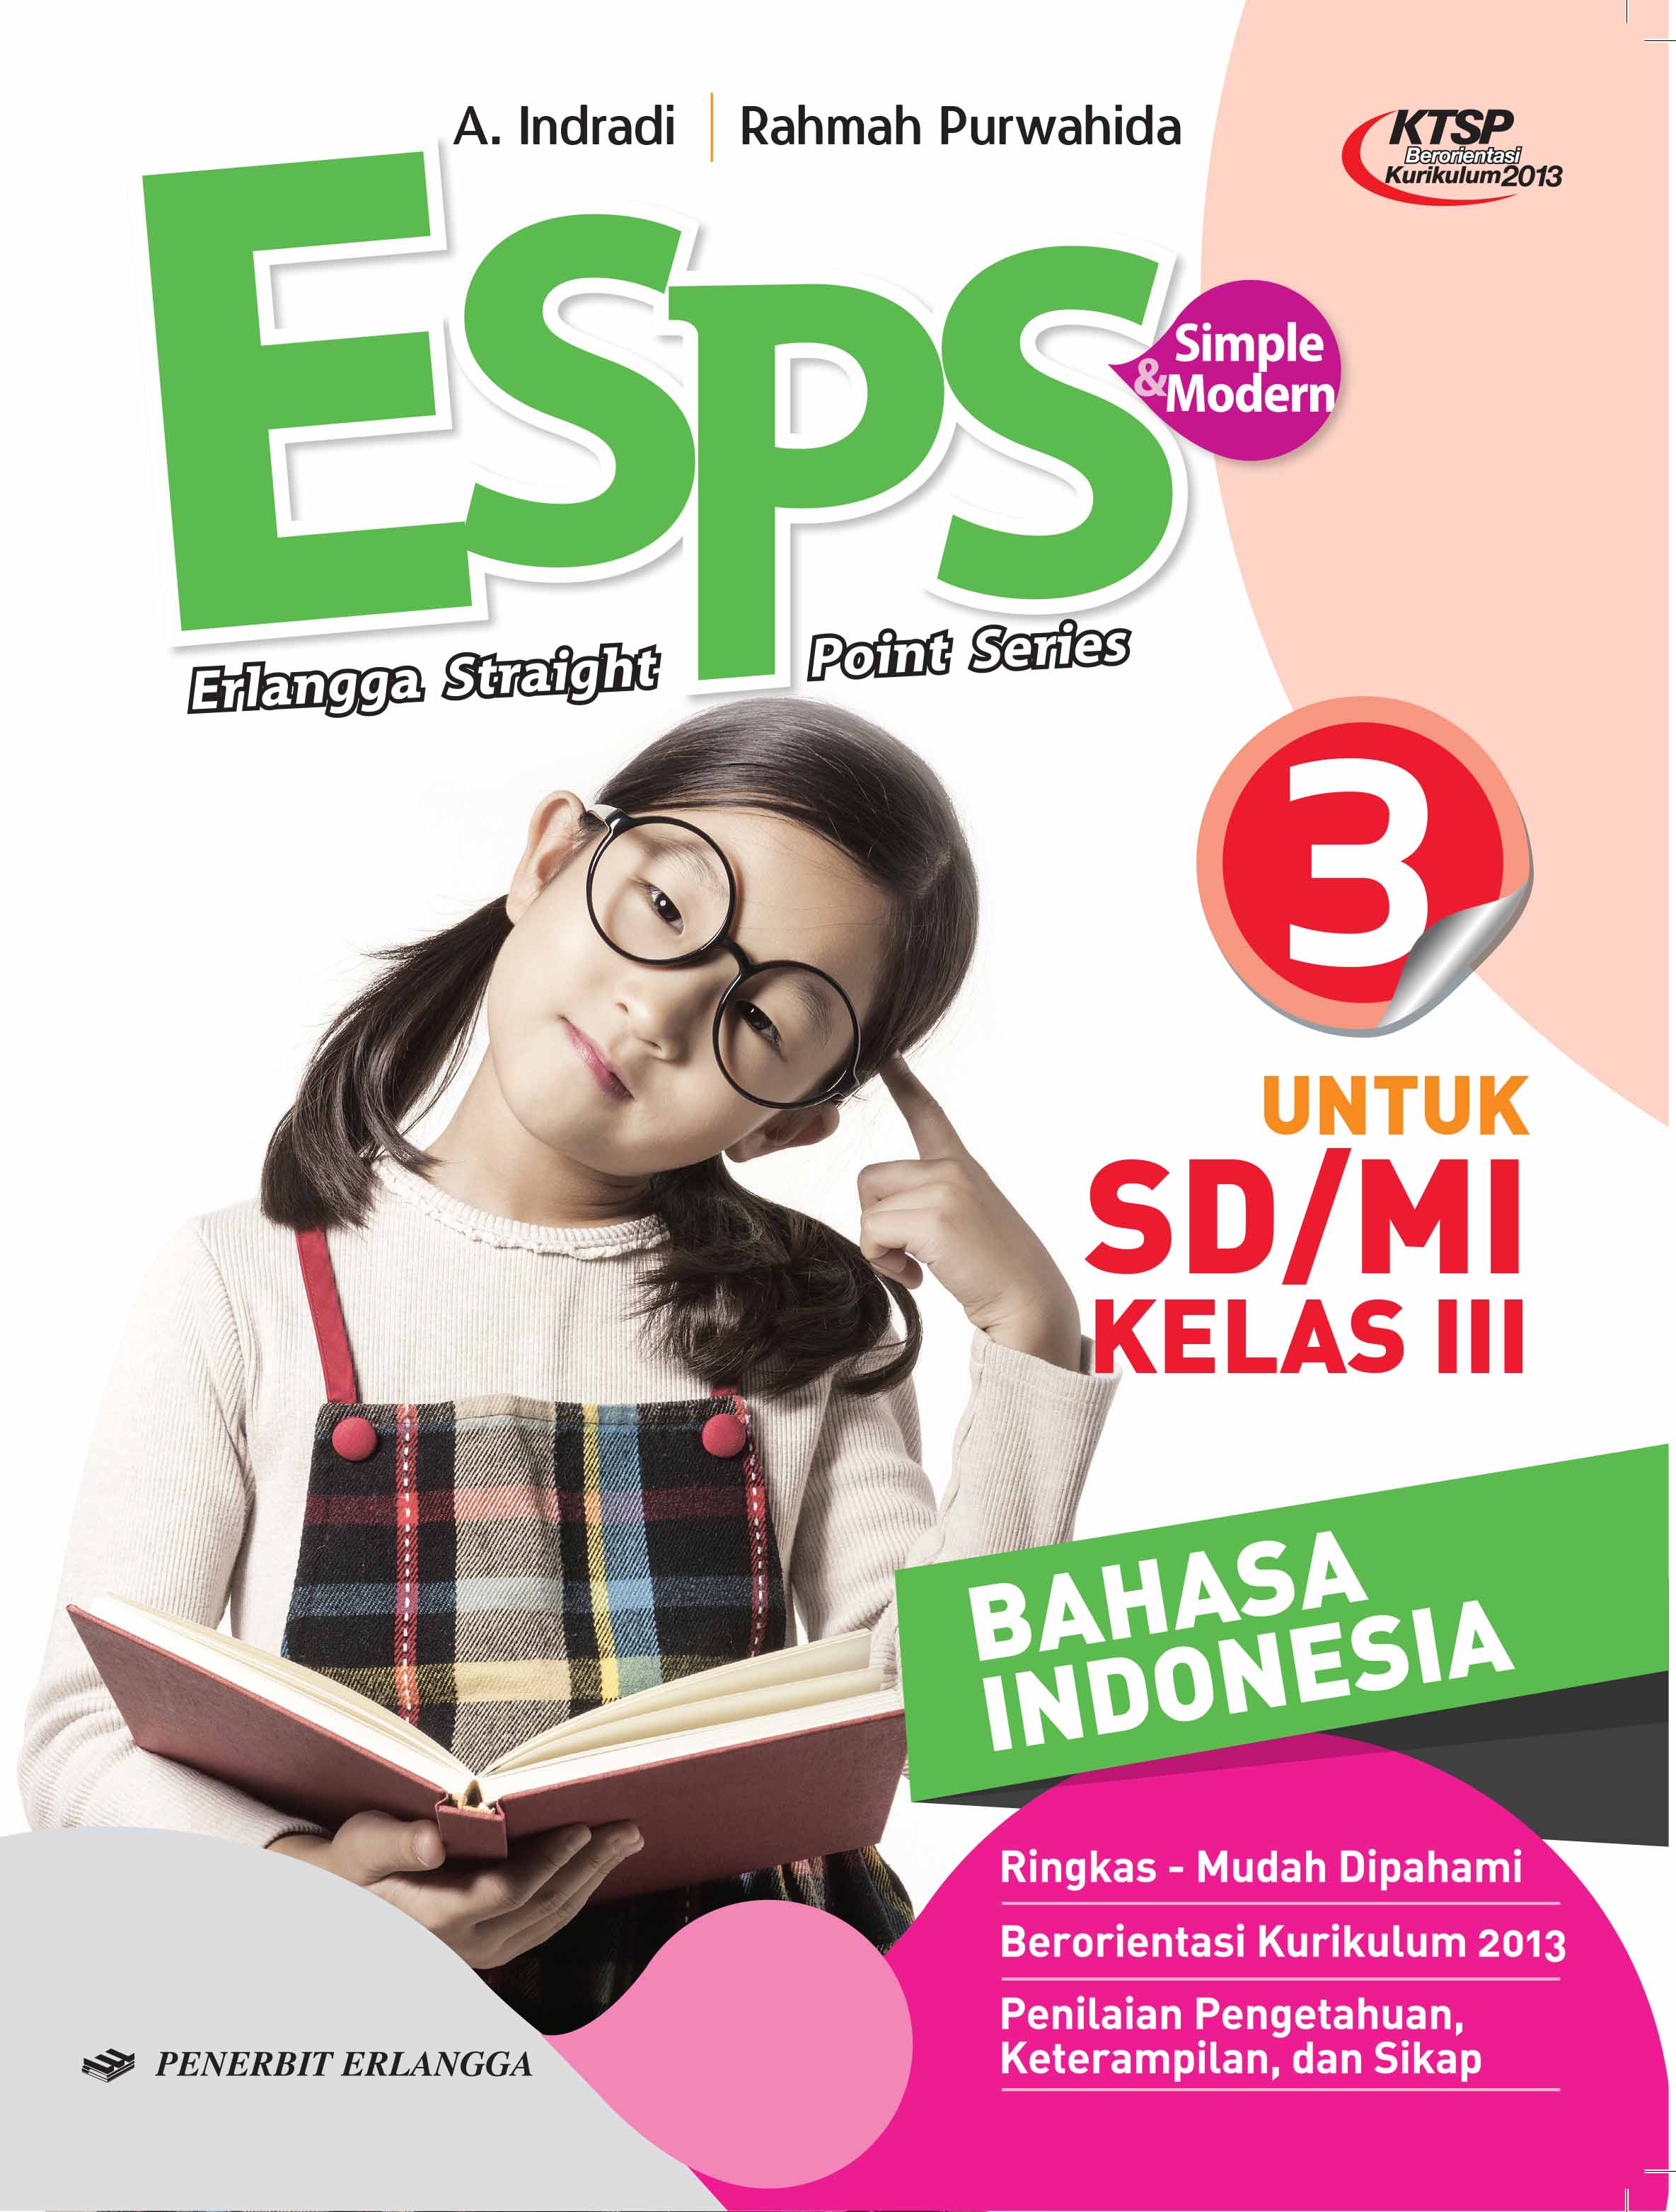 A. Indradi | Rahmah Purwahida
KTSP
Berorientasi
Kurikulum2013
ESPS
Simple
&Modern
Erlangga Straight Point Series
3
UNTUK
SD/MI
KELAS III
BAHASA
INDONESIA
Ringkas - Mudah Dipahami
Berorientasi Kurikulum 2013
Penilaian Pengetahuan,
Keterampilan, dan Sikap
PENERBIT ERLANGGA